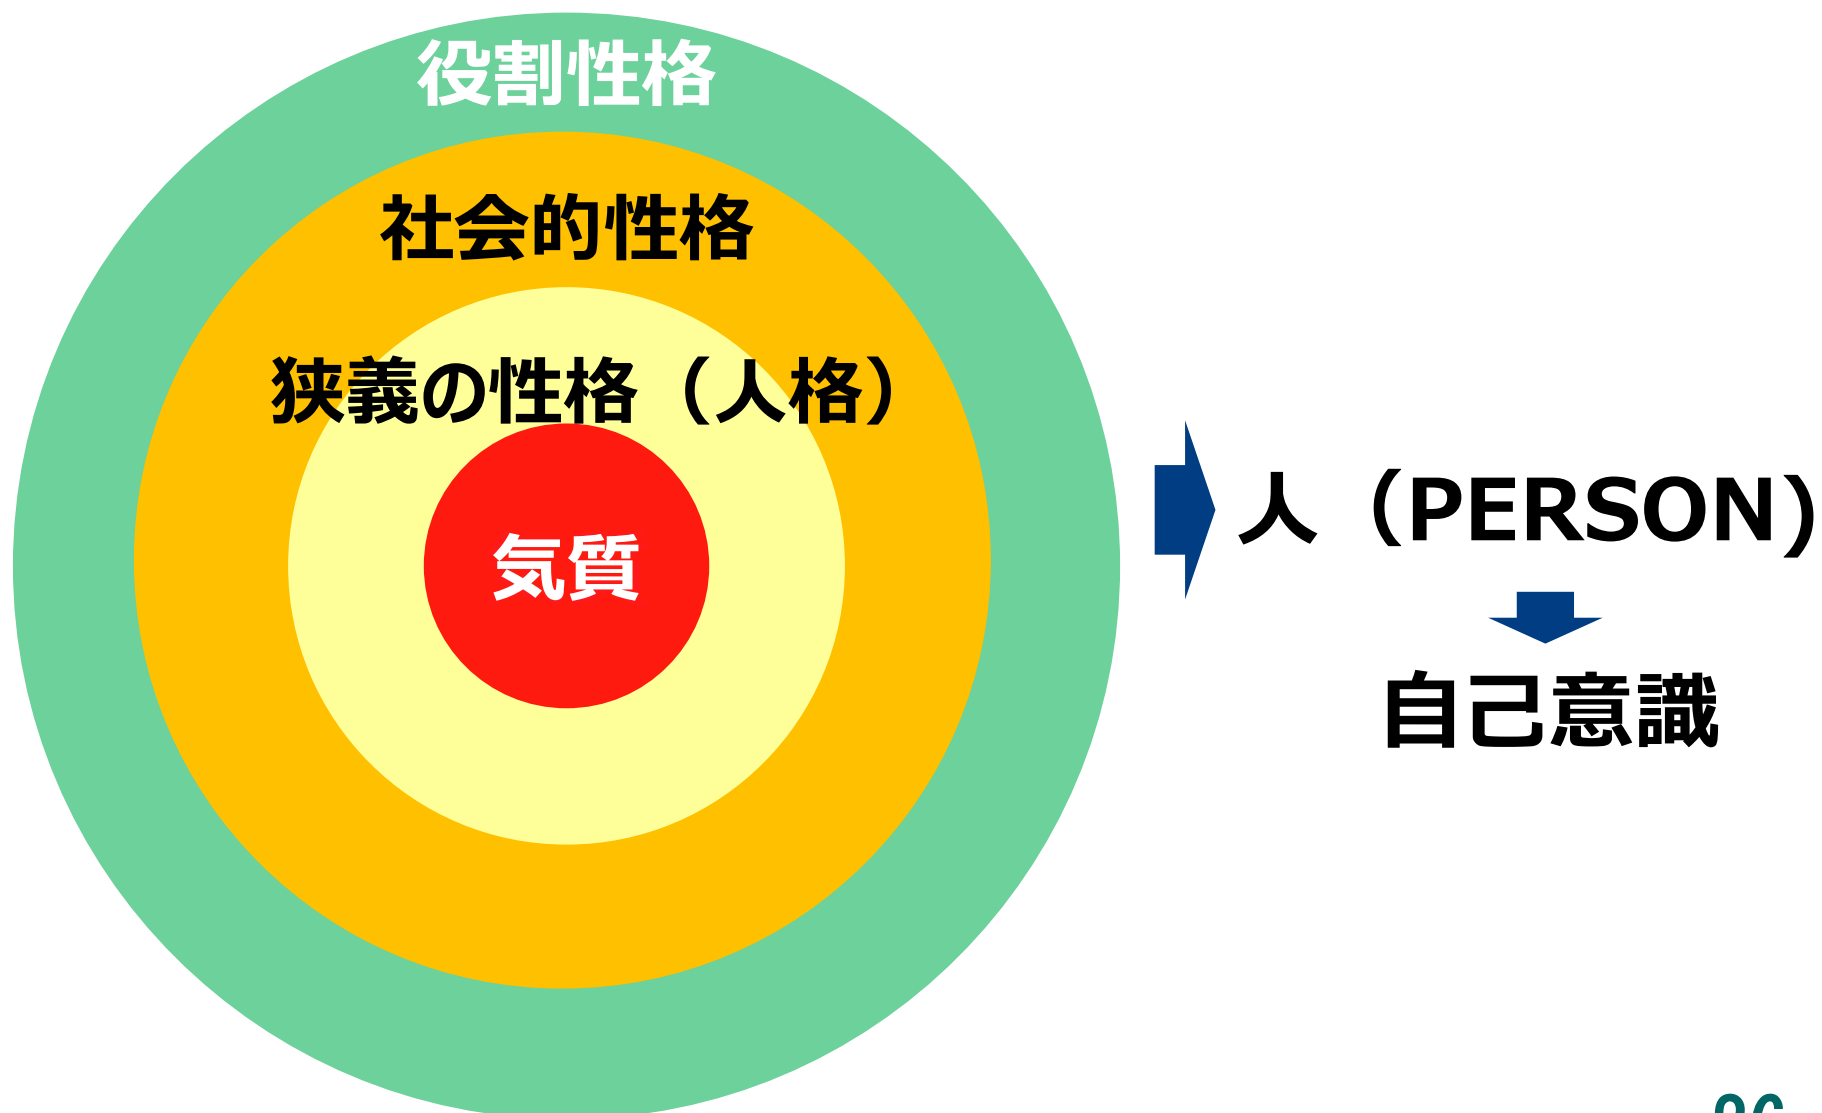 役割性格
社会的性格
狭義の性格（人格）
気質
人（PERSON)
自己意識